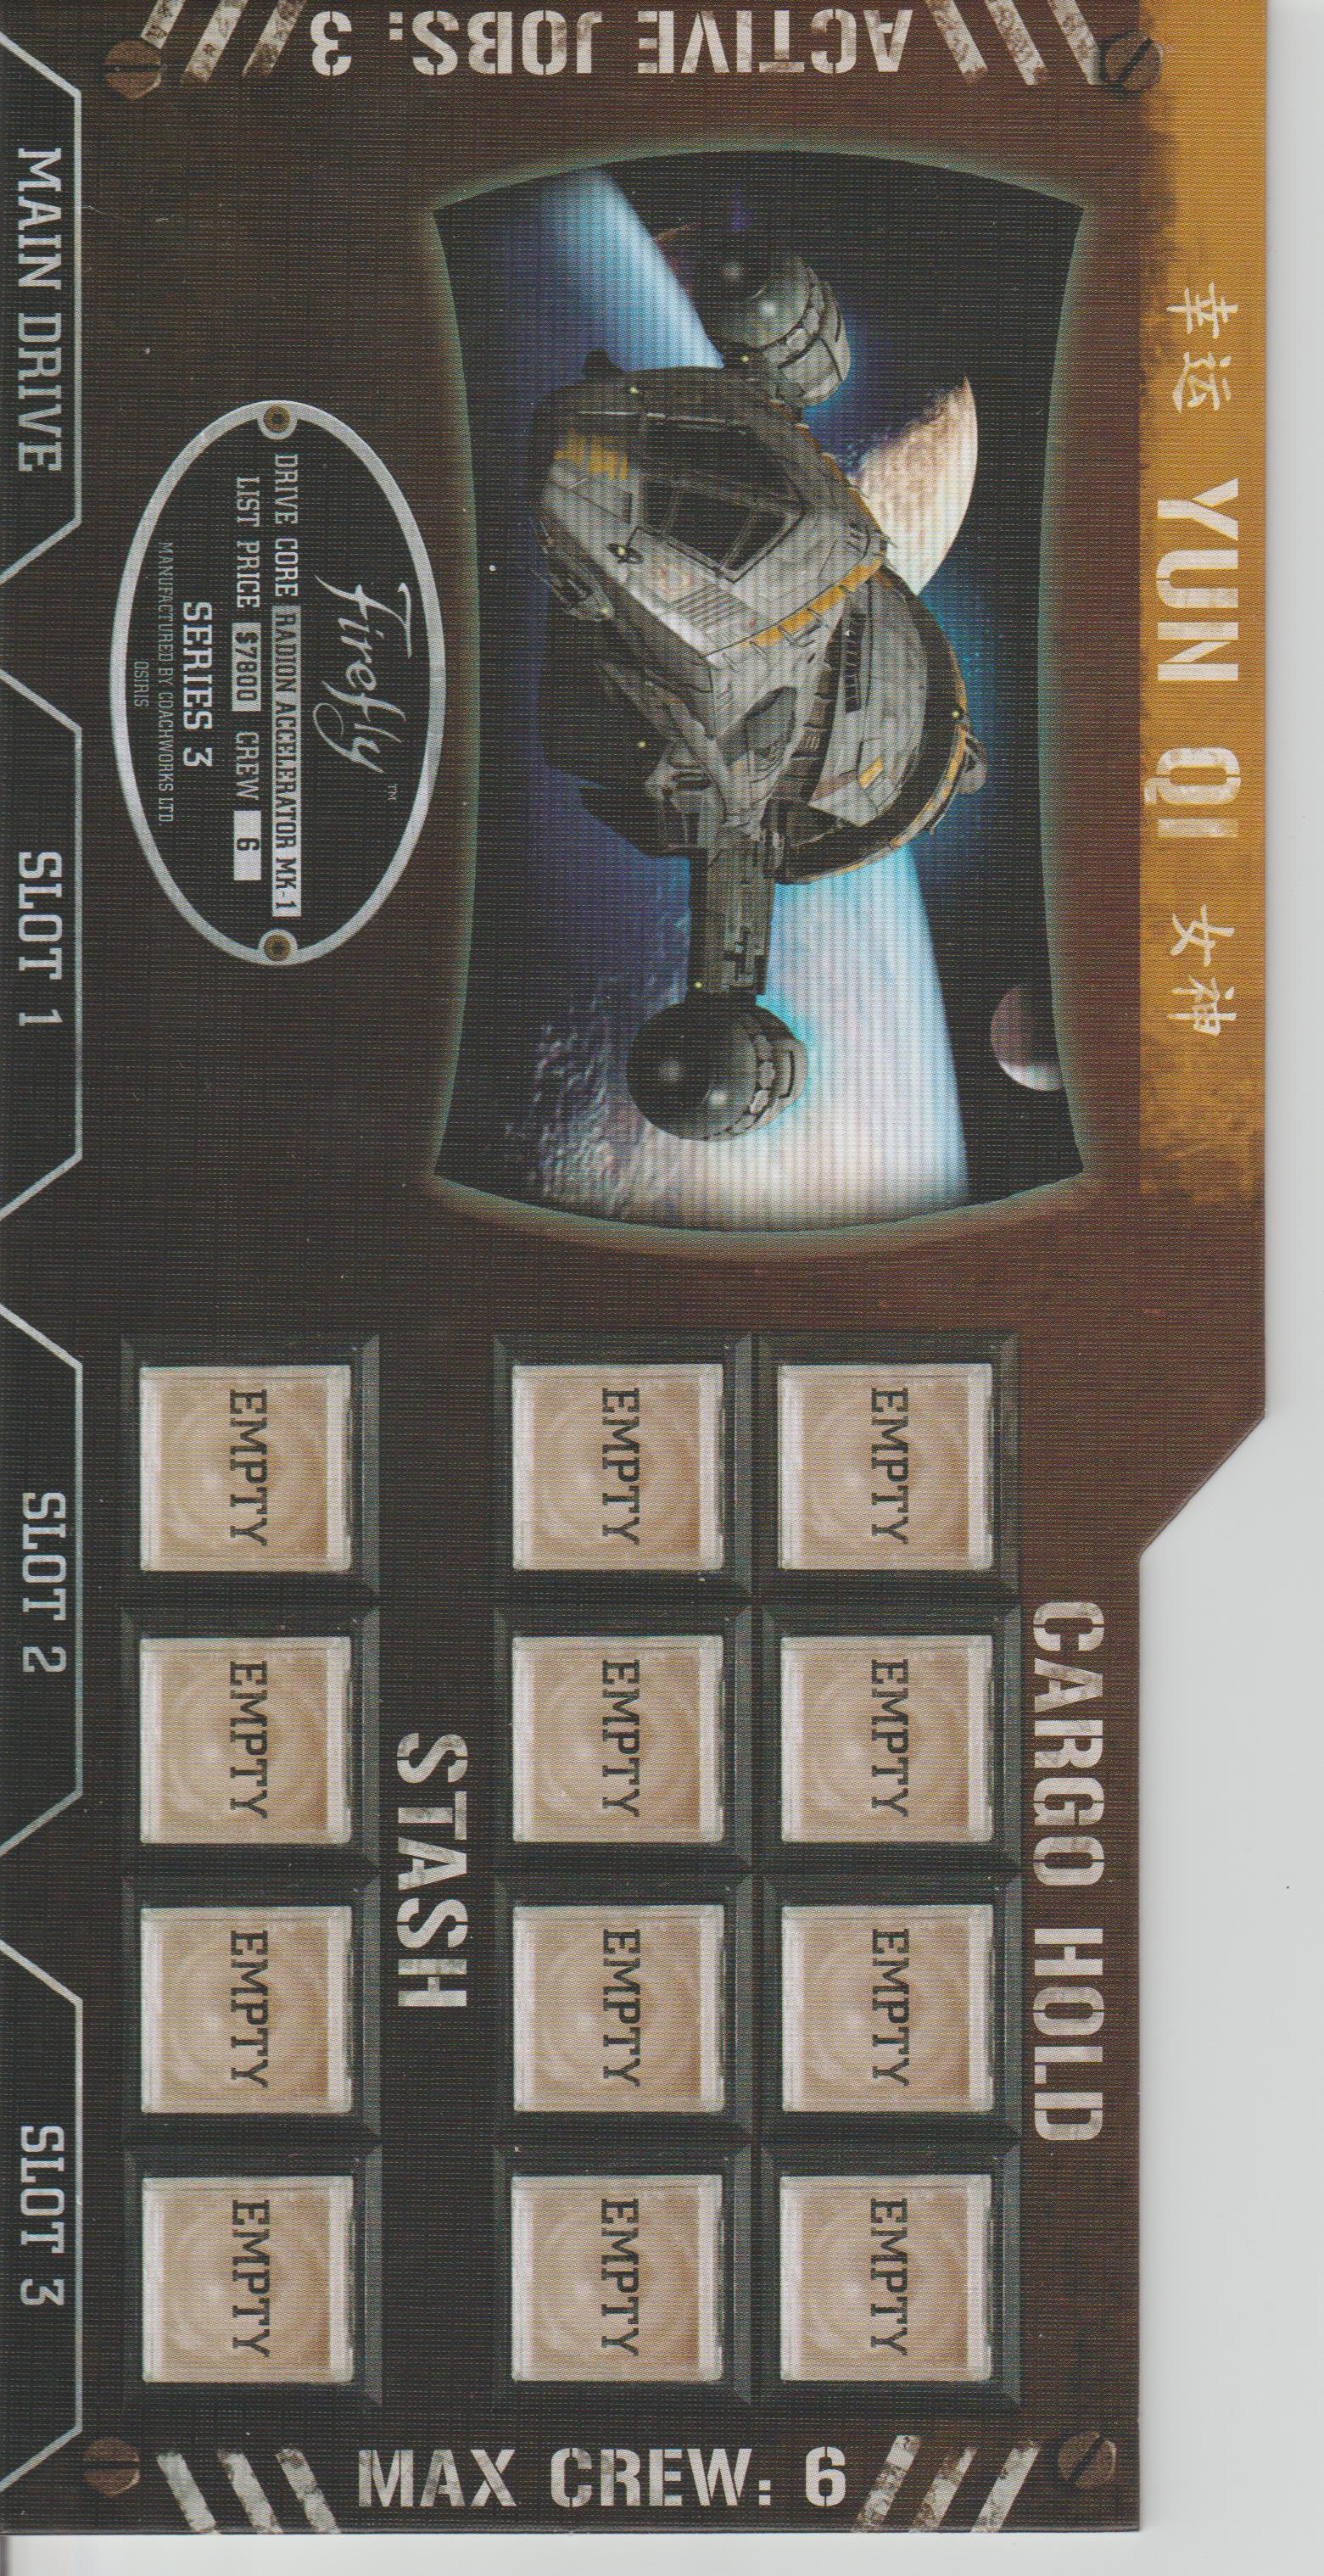 幸运 YUN QI 女神
ACTIVE JOBS: 3
Firefly™
DRIVE CORE RADION ACCELERATOR MK-1
LIST PRICE $7800 CREW 6
SERIES 3
MANUFACTURED BY COACHWORKS LTD.
OSIRIS
CARGO HOLD
EMPTY EMPTY EMPTY EMPTY
EMPTY EMPTY EMPTY EMPTY
STASH
EMPTY EMPTY EMPTY EMPTY
MAX CREW: 6
MAIN DRIVE SLOT 1 SLOT 2 SLOT 3